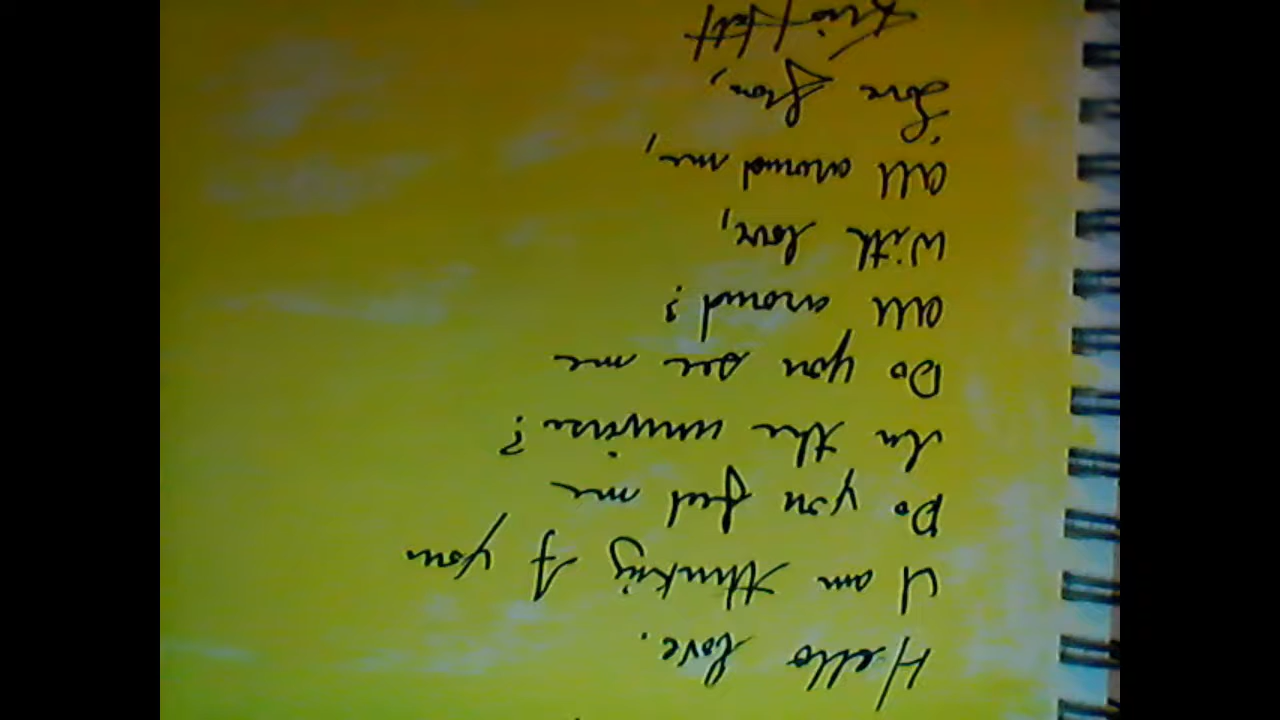 Hello love.
I am thinking of you
Do you feel me
In the universe?
Do you see me
All around?
With love,
All around me,
Love from,